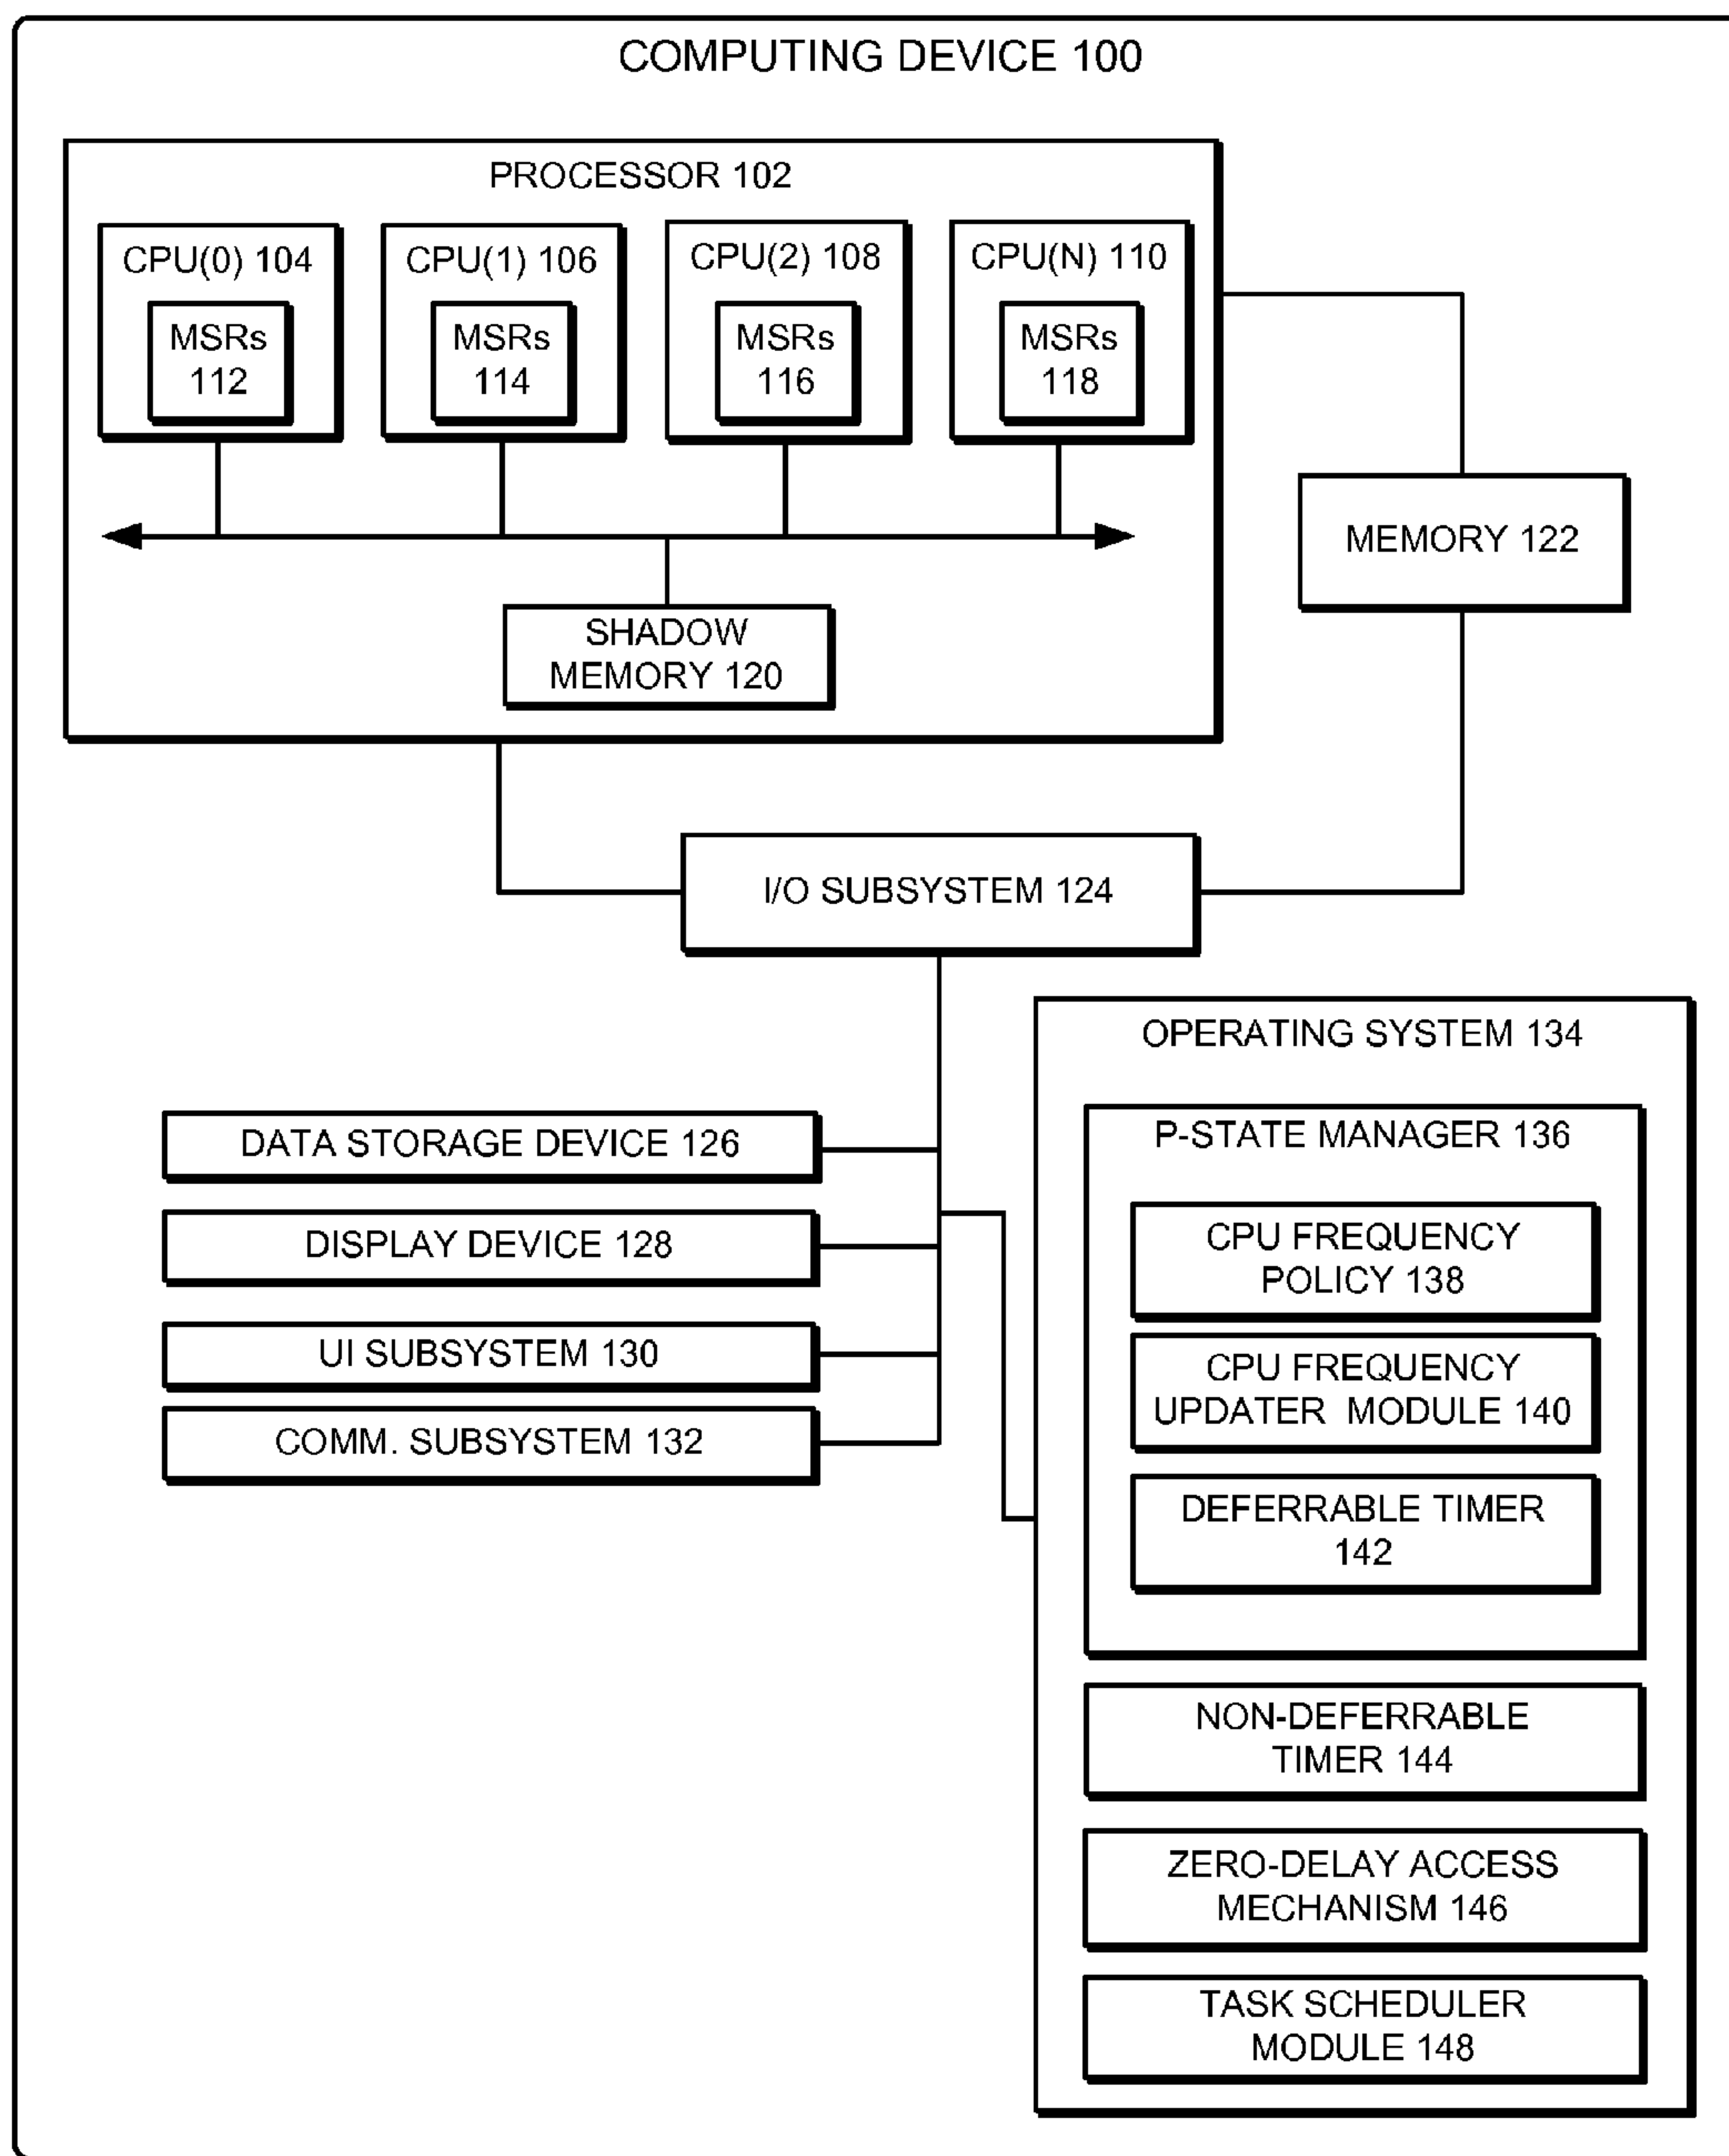 COMPUTING DEVICE 100
PROCESSOR 102
CPU(0) 104
MSRs
112
CPU(1) 106
MSRs
114
CPU(2) 108
MSRs
116
CPU(N) 110
MSRs
118
SHADOW
MEMORY 120
MEMORY 122
I/O SUBSYSTEM 124
DATA STORAGE DEVICE 126
DISPLAY DEVICE 128
UI SUBSYSTEM 130
COMM. SUBSYSTEM 132
OPERATING SYSTEM 134
P-STATE MANAGER 136
CPU FREQUENCY
POLICY 138
CPU FREQUENCY
UPDATER MODULE 140
DEFERRABLE TIMER
142
NON-DEFERRABLE
TIMER 144
ZERO-DELAY ACCESS
MECHANISM 146
TASK SCHEDULER
MODULE 148